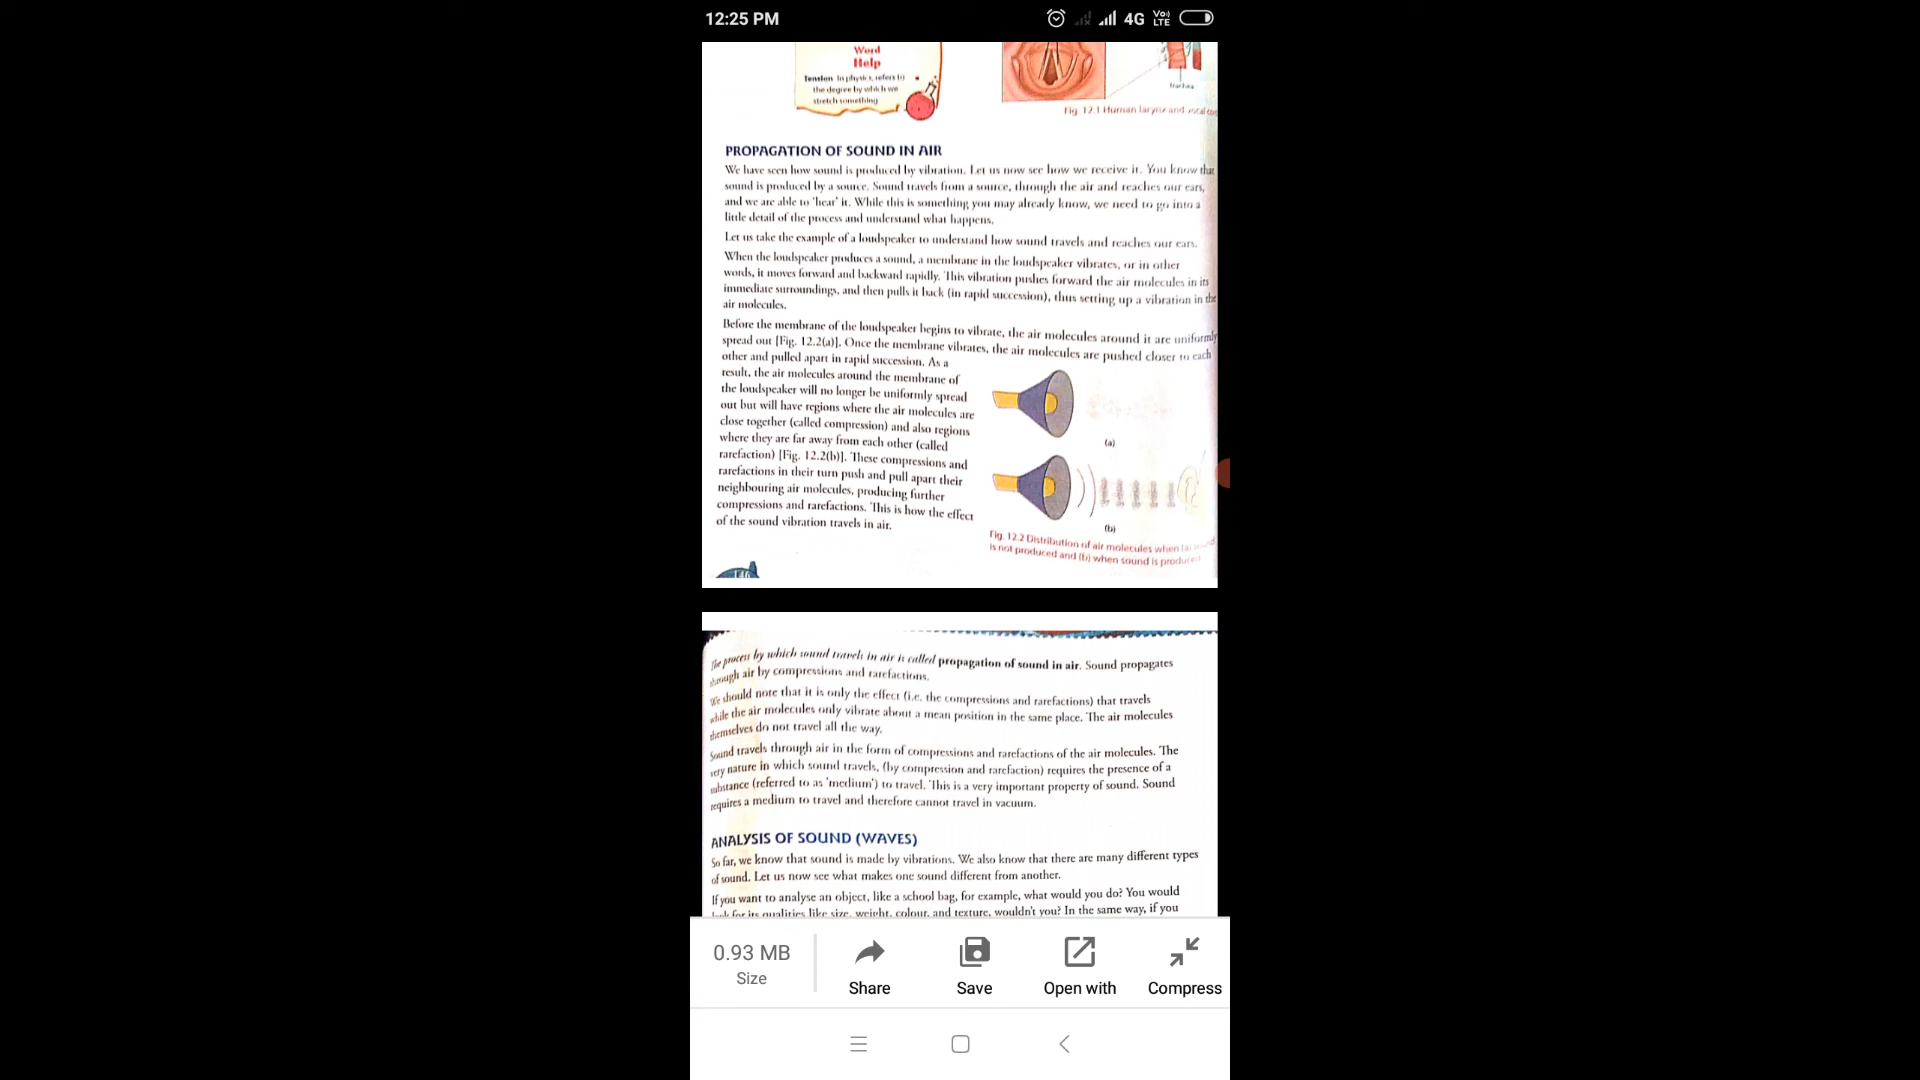 12:25 PM
4G
Vo) LTE
Word
Help
Tension In physics, refers to
the degree by which we
stretch something
trachea
Fig. 12.1 Human larynx and vocal
PROPAGATION OF SOUND IN AIR
We have seen how sound is produced by vibration. Let us now see how we receive it. You know that
sound is produced by a source. Sound travels from a source, through the air and reaches our ears,
and we are able to 'hear' it. While this is something you may already know, we need to go into a
little detail of the process and understand what happens.
Let us take the example of a loudspeaker to understand how sound travels and reaches our ears.
When the loudspeaker produces a sound, a membrane in the loudspeaker vibrates, or in other
words, it moves forward and backward rapidly. This vibration pushes forward the air molecules in its
immediate surroundings, and then pulls it back (in rapid succession), thus setting up a vibration in the
air molecules.
Before the membrane of the loudspeaker begins to vibrate, the air molecules around it are uniformly
spread out [Fig. 12.2(a)]. Once the membrane vibrates, the air molecules are pushed closer to each
other and pulled apart in rapid succession. As a
result, the air molecules around the membrane of
the loudspeaker will no longer be uniformly spread
out but will have regions where the air molecules are
close together (called compression) and also regions
where they are far away from each other (called
rarefaction) [Fig. 12.2(b)]. These compressions and
rarefactions in their turn push and pull apart their
neighbouring air molecules, producing further
compressions and rarefactions. This is how the effect
of the sound vibration travels in air.
(a)
(b)
Fig. 12.2 Distribution of air molecules when (a)
is not produced and (b) when sound is produced
146
The process by which sound travels in air is called propagation of sound in air. Sound propagates
through air by compressions and rarefactions.
We should note that it is only the effect (i.e. the compressions and rarefactions) that travels
while the air molecules only vibrate about a mean position in the same place. The air molecules
themselves do not travel all the way.
Sound travels through air in the form of compressions and rarefactions of the air molecules. The
very nature in which sound travels, (by compression and rarefaction) requires the presence of a
substance (referred to as 'medium') to travel. This is a very important property of sound. Sound
requires a medium to travel and therefore cannot travel in vacuum.
ANALYSIS OF SOUND (WAVES)
So far, we know that sound is made by vibrations. We also know that there are many different types
of sound. Let us now see what makes one sound different from another.
If you want to analyse an object, like a school bag, for example, what would you do? You would
look for its qualities like size, weight, colour, and texture, wouldn't you? In the same way, if you
0.93 MB
Size
Share
Save
Open with
Compress